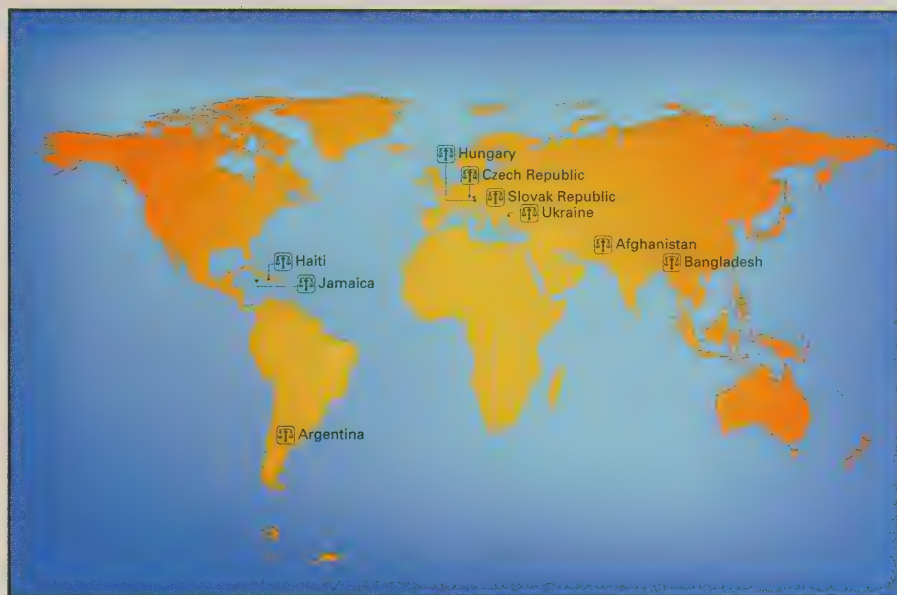 Hungary
Czech Republic
Slovak Republic
Ukraine
Afghanistan
Bangladesh
Haiti
Jamaica
Argentina